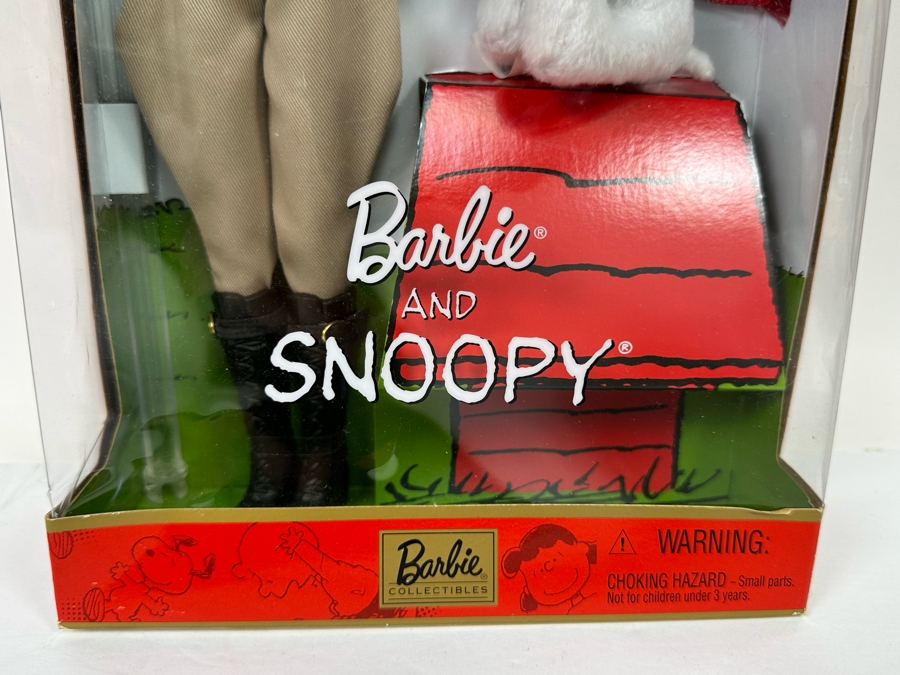 Barbie®
AND
SNOOPY®
Barbie®
COLLECTIBLES
⚠ WARNING:
CHOKING HAZARD – Small parts.
Not for children under 3 years.